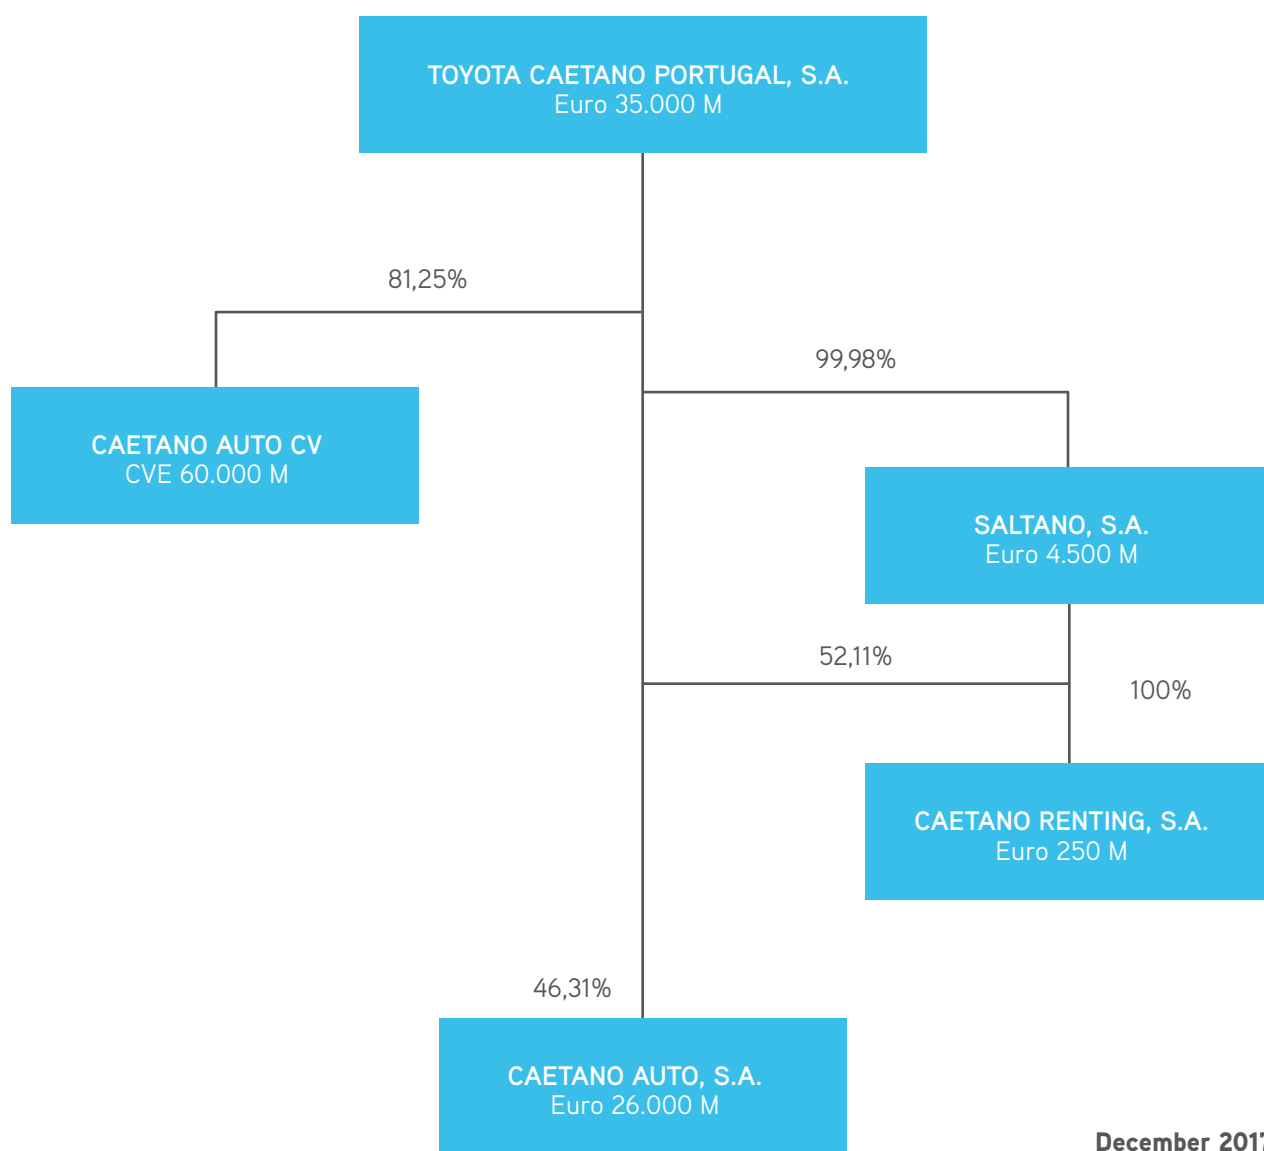 TOYOTA CAETANO PORTUGAL, S.A.
Euro 35.000 M
81,25%
99,98%
CAETANO AUTO CV
CVE 60.000 M
SALTANO, S.A.
Euro 4.500 M
52,11%
100%
CAETANO RENTING, S.A.
Euro 250 M
46,31%
CAETANO AUTO, S.A.
Euro 26.000 M
December 2017